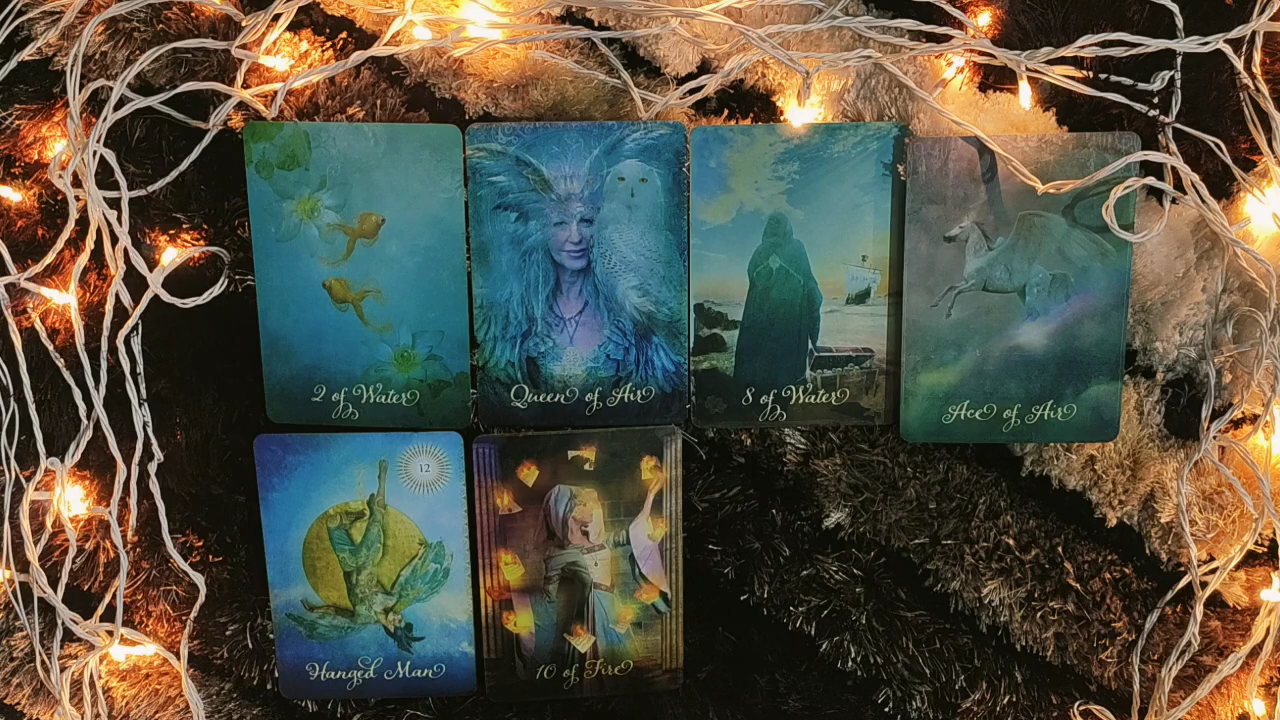 2 of Water
Queen of Air
8 of Water
Ace of Air
12
Hanged Man
10 of Fire